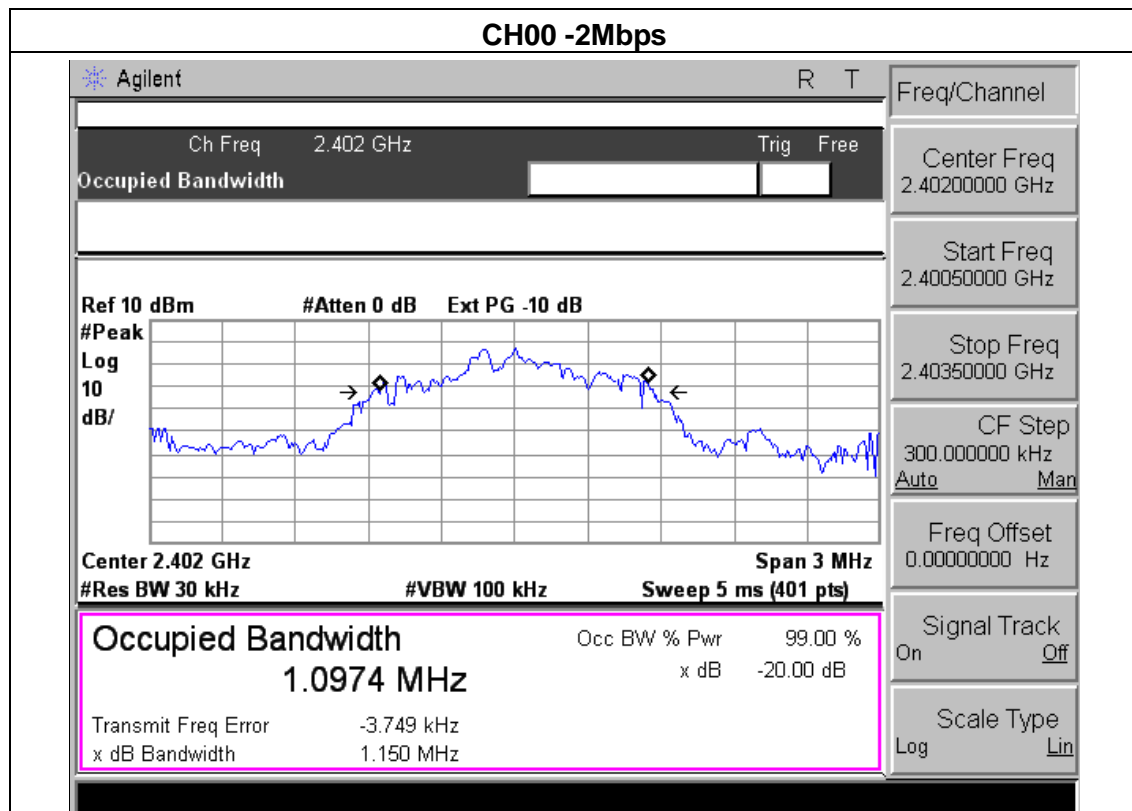 CH00 -2Mbps
Agilent R T
Freq/Channel
Ch Freq 2.402 GHz Trig Free
Occupied Bandwidth
Center Freq
2.40200000 GHz
Start Freq
2.40050000 GHz
Ref 10 dBm #Atten 0 dB Ext PG -10 dB
#Peak
Log
10
dB/
Stop Freq
2.40350000 GHz
CF Step
300.000000 kHz
Auto Man
Center 2.402 GHz Span 3 MHz
#Res BW 30 kHz #VBW 100 kHz Sweep 5 ms (401 pts)
Freq Offset
0.00000000 Hz
Occupied Bandwidth Occ BW % Pwr 99.00 %
1.0974 MHz x dB -20.00 dB
Transmit Freq Error -3.749 kHz
x dB Bandwidth 1.150 MHz
Signal Track
On Off
Scale Type
Log Lin